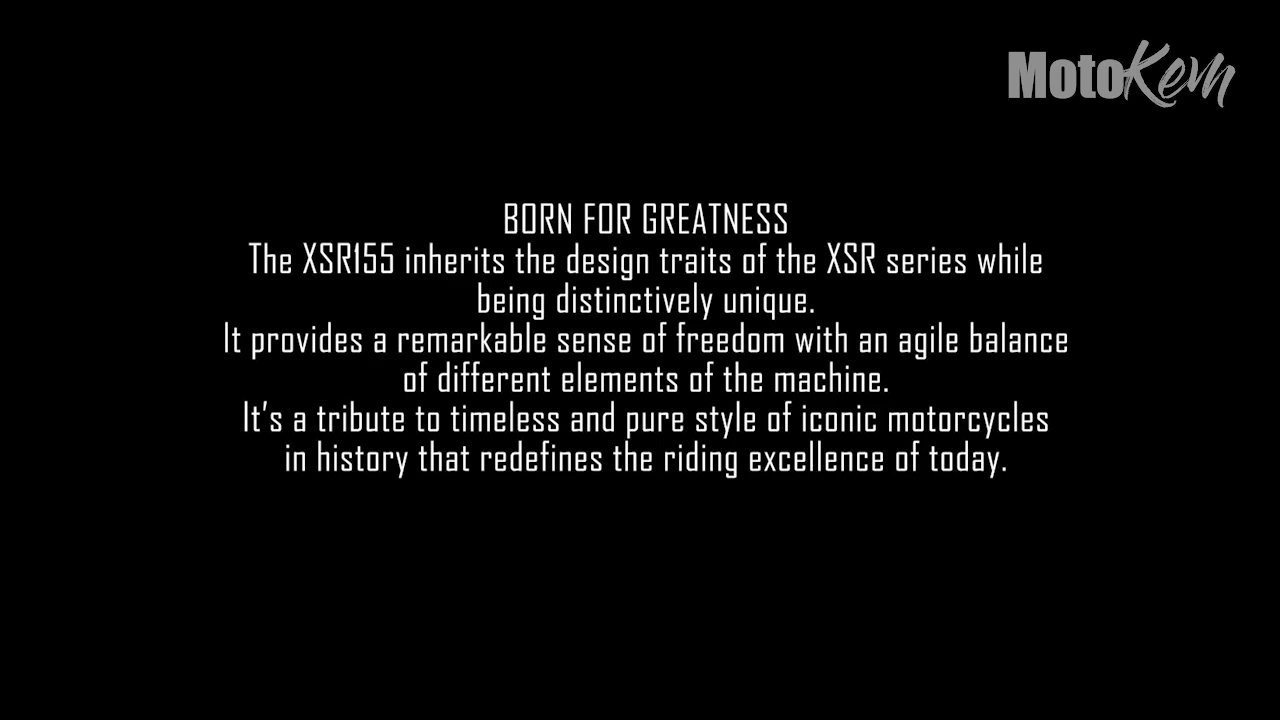 MotoKem
BORN FOR GREATNESS
The XSR155 inherits the design traits of the XSR series while
being distinctively unique.
It provides a remarkable sense of freedom with an agile balance
of different elements of the machine.
It's a tribute to timeless and pure style of iconic motorcycles
in history that redefines the riding excellence of today.